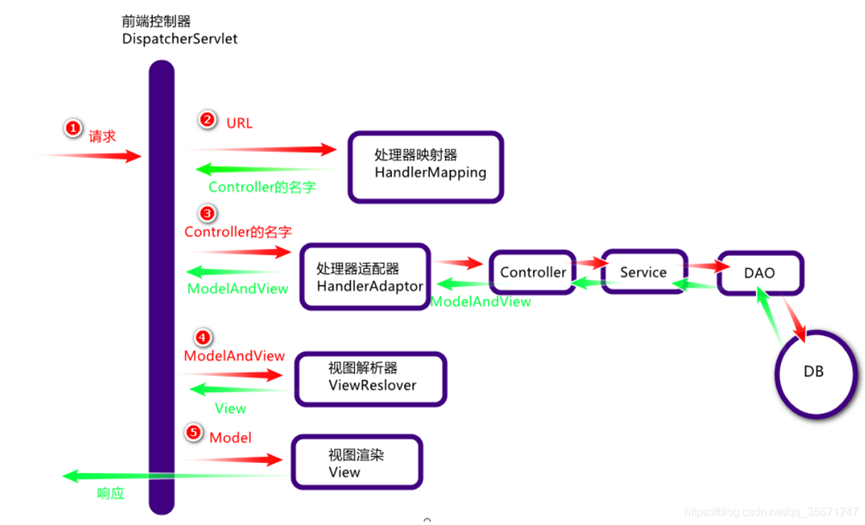 前端控制器
DispatcherServlet
1 请求
2 URL
处理器映射器
HandlerMapping
Controller的名字
3
Controller的名字
处理器适配器
HandlerAdaptor
ModelAndView
Controller
Service
DAO
ModelAndView
DB
4
ModelAndView
视图解析器
ViewReslover
View
5 Model
视图渲染
View
响应
https://blog.csdn.net/qq_35671247